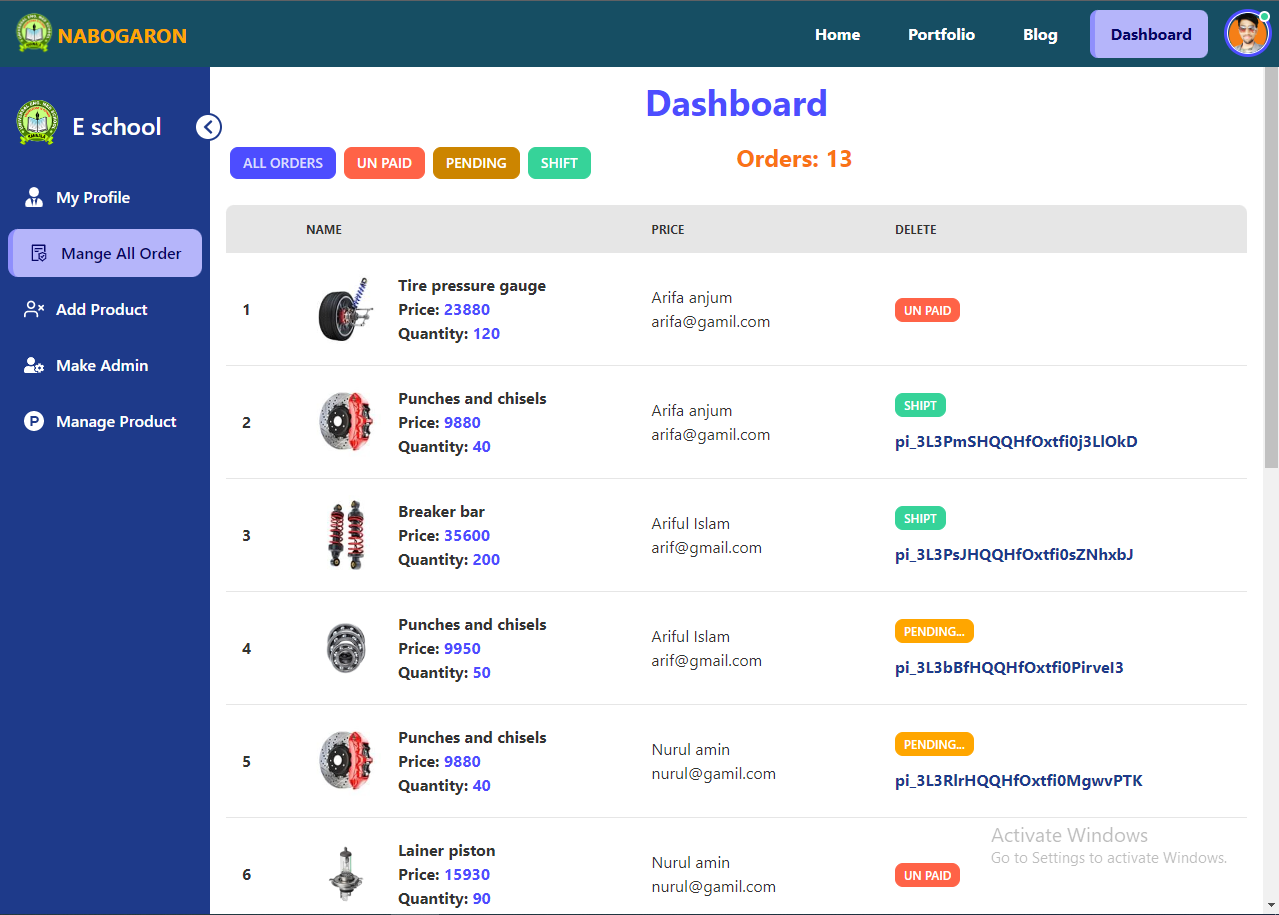 NABOGARON
Home
Portfolio
Blog
Dashboard
E school
My Profile
Mange All Order
Add Product
Make Admin
P
Manage Product
Dashboard
ALL ORDERS
UN PAID
PENDING
SHIFT
Orders: 13
NAME PRICE DELETE
1
Tire pressure gauge
Price: 23880
Quantity: 120
Arifa anjum
arifa@gamil.com
UN PAID
2
Punches and chisels
Price: 9880
Quantity: 40
Arifa anjum
arifa@gamil.com
SHIPT
pi_3L3PmSHQQHfOxtfi0j3LlOkD
3
Breaker bar
Price: 35600
Quantity: 200
Ariful Islam
arif@gmail.com
SHIPT
pi_3L3PsJHQQHfOxtfi0sZNhxbJ
4
Punches and chisels
Price: 9950
Quantity: 50
Ariful Islam
arif@gmail.com
PENDING...
pi_3L3bBfHQQHfOxtfi0PirveI3
5
Punches and chisels
Price: 9880
Quantity: 40
Nurul amin
nurul@gamil.com
PENDING...
pi_3L3RlrHQQHfOxtfi0MgwvPTK
6
Lainer piston
Price: 15930
Quantity: 90
Nurul amin
nurul@gamil.com
UN PAID
Activate Windows
Go to Settings to activate Windows.